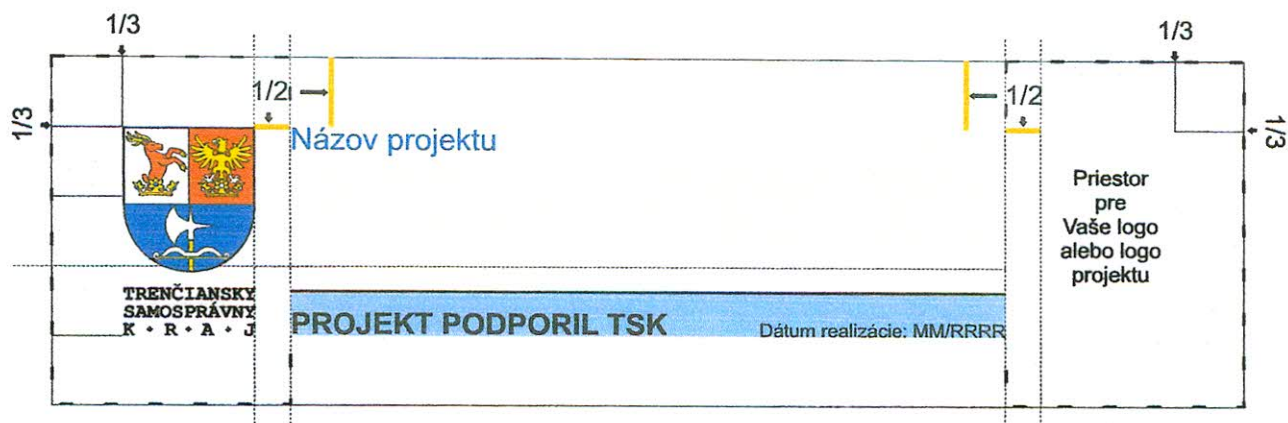 1/3
1/3
1/2
1/2
1/3
1/3
Názov projektu
Priestor
pre
Vaše logo
alebo logo
projektu
TRENČIANSKY
SAMOSPRÁVNY
K · R · A · J
PROJEKT PODPORIL TSK
Dátum realizácie: MM/RRRR